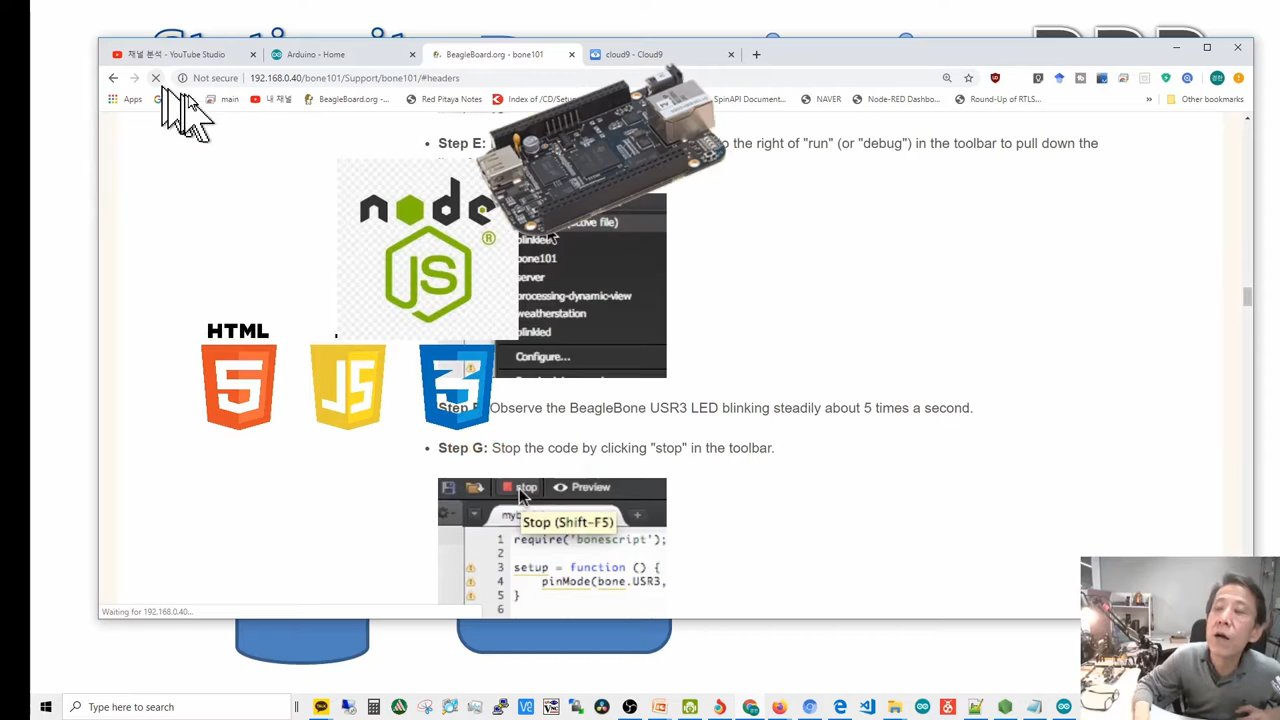 채널 분석 - YouTube Studio
Arduino - Home
BeagleBoard.org - bone101
cloud9 - Cloud9
Not secure
192.168.0.40/bone101/Support/bone101/#headers
Apps
main
내 채널
BeagleBoard.org -...
Red Pitaya Notes
Index of /CD/Setup...
SpinAPI Document...
NAVER
Node-RED Dashbo...
Round-Up of RTLS...
Other bookmarks
Step E:
the right of "run" (or "debug") in the toolbar to pull down the
node
JS
®
active file)
blinkled
bone101
server
processing-dynamic-view
weatherstation
blinkled
Configure...
HTML
5
JS
3
Observe the BeagleBone USR3 LED blinking steadily about 5 times a second.
Step G: Stop the code by clicking "stop" in the toolbar.
stop
Preview
Stop (Shift-F5)
1 require('bonescript');
2
3 setup = function () {
4 pinMode(bone.USR3,
5 }
6
Waiting for 192.168.0.40...
Type here to search